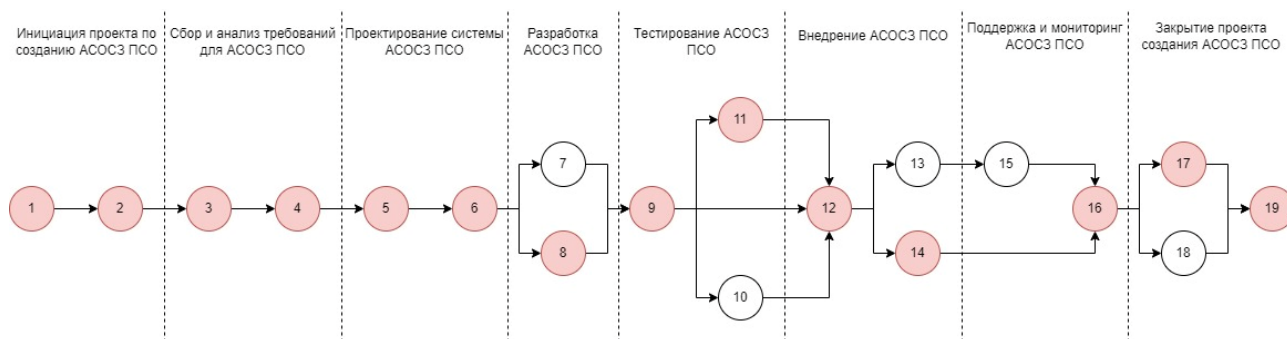 Инициация проекта по
созданию АСОСЗ ПСО
Сбор и анализ требований
для АСОСЗ ПСО
Проектирование системы
АСОСЗ ПСО
Разработка
АСОСЗ ПСО
Тестирование АСОСЗ
ПСО
Внедрение АСОСЗ ПСО
Поддержка и мониторинг
АСОСЗ ПСО
Закрытие проекта
создания АСОСЗ ПСО
1
2
3
4
5
6
7
8
9
11
10
12
13
14
15
16
17
18
19